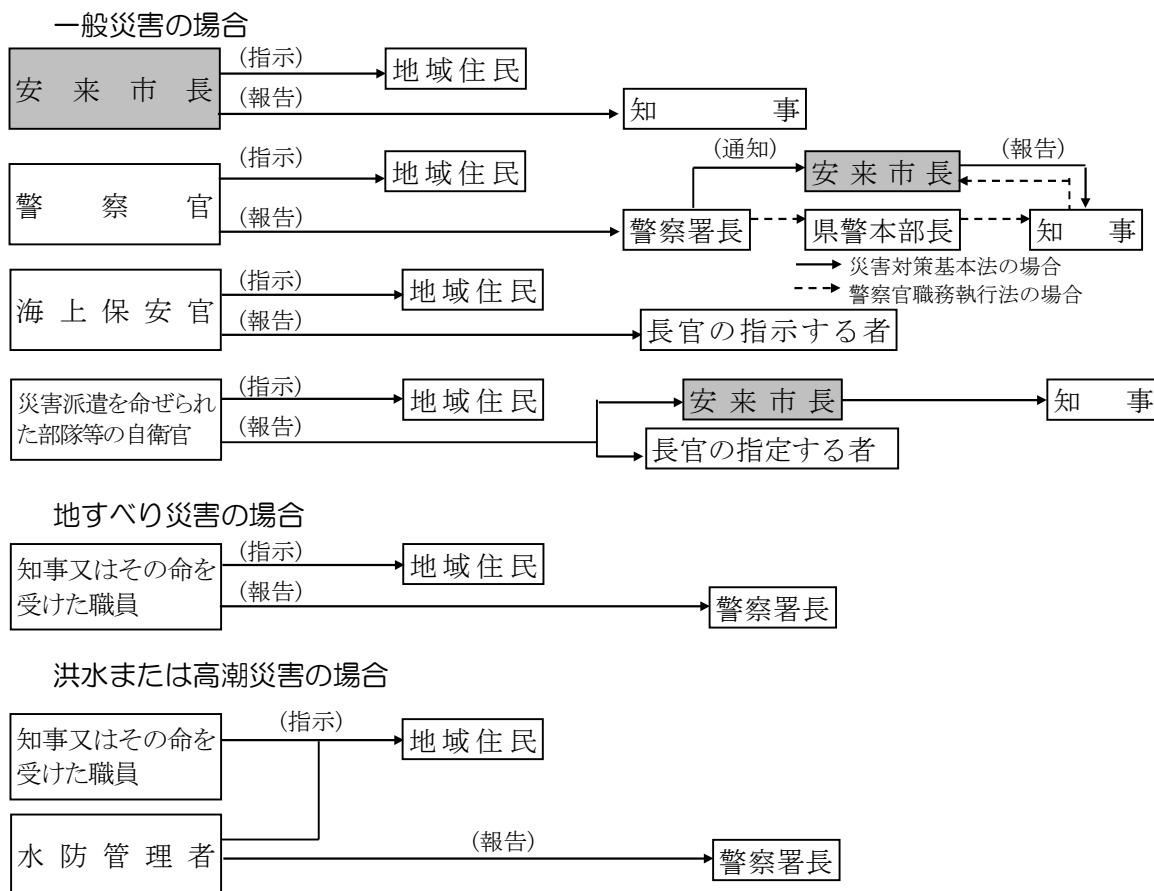 一般災害の場合
安来市長
(指示)
地域住民
(報告)
知事
警察官
(指示)
地域住民
(報告)
警察署長
(通知)
安来市長
(報告)
県警本部長
知事
災害対策基本法の場合
警察官職務執行法の場合
海上保安官
(指示)
地域住民
(報告)
長官の指示する者
災害派遣を命ぜられ
た部隊等の自衛官
(指示)
地域住民
(報告)
安来市長
知事
長官の指定する者
地すべり災害の場合
知事又はその命を
受けた職員
(指示)
地域住民
(報告)
警察署長
洪水または高潮災害の場合
知事又はその命を
受けた職員
(指示)
地域住民
水防管理者
(報告)
警察署長